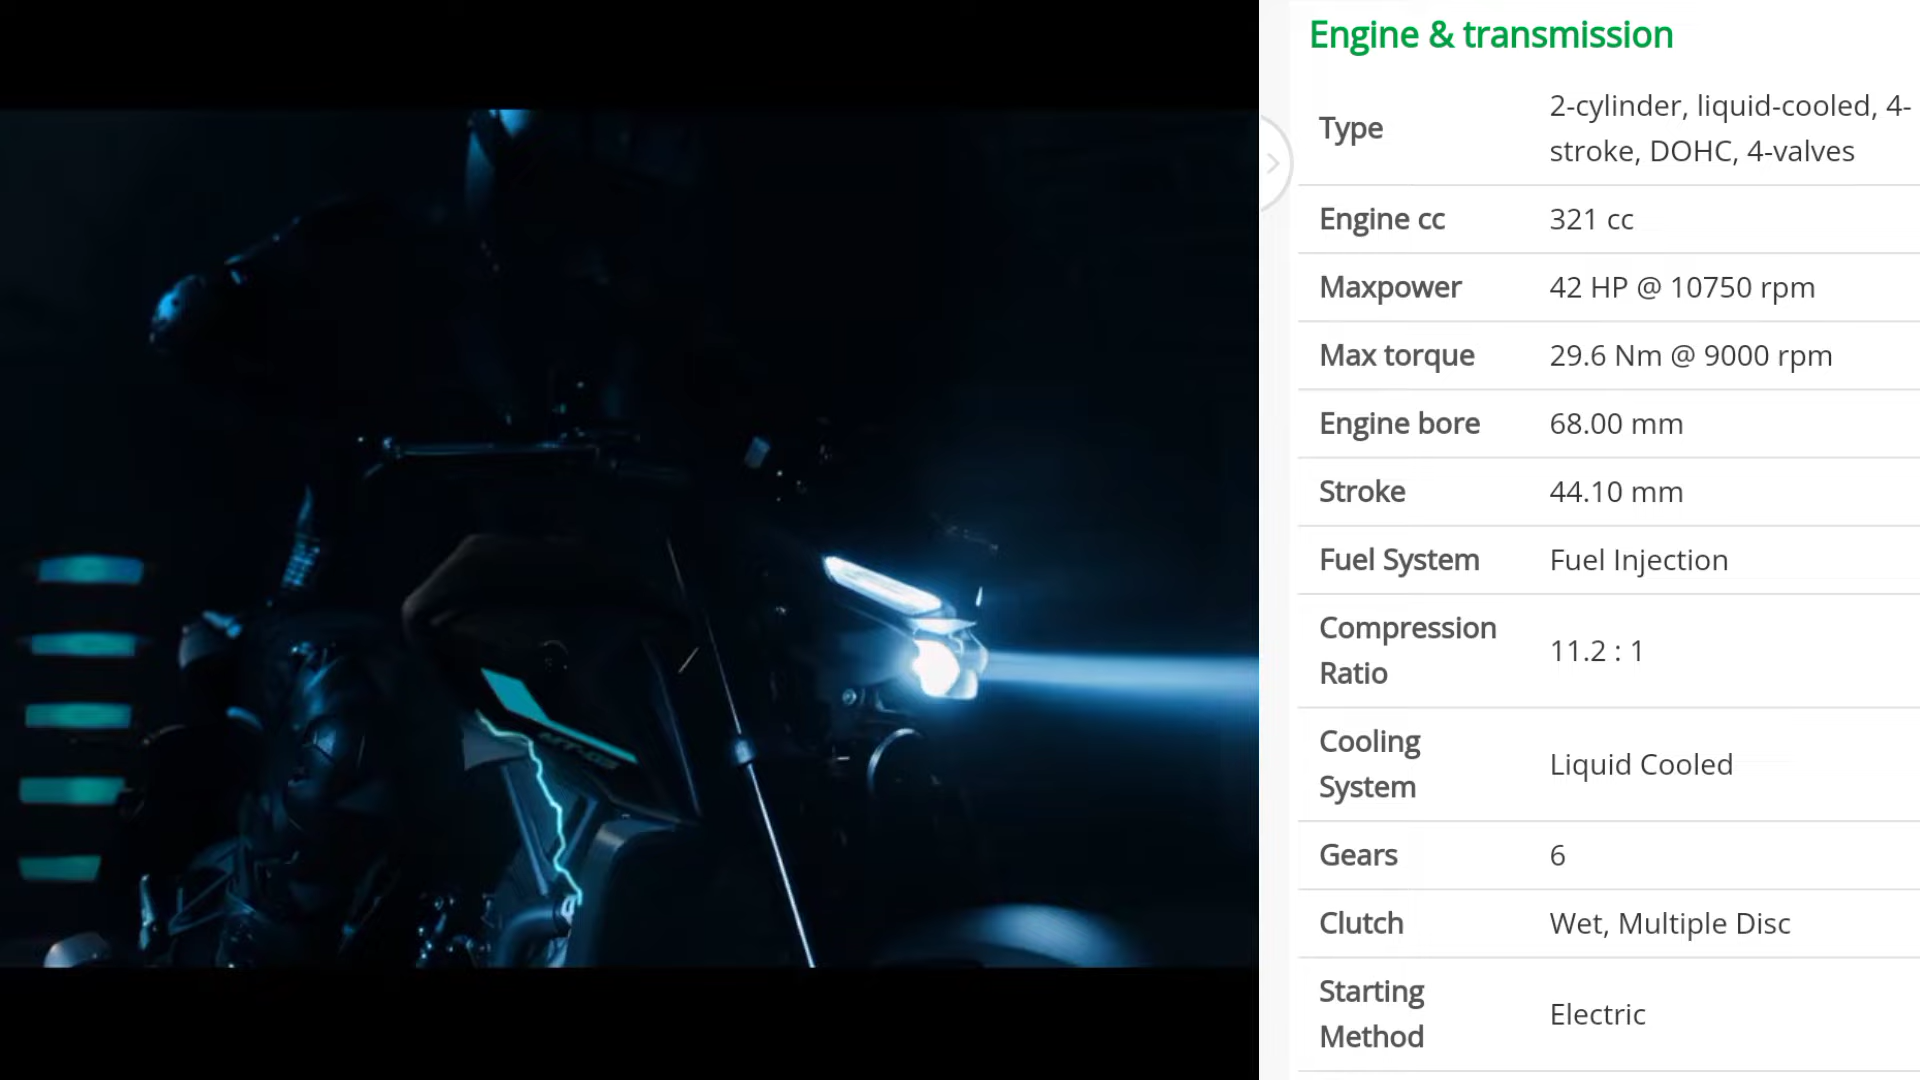 Engine & transmission
Type
2-cylinder, liquid-cooled, 4-
stroke, DOHC, 4-valves
Engine cc
321 cc
Maxpower
42 HP @ 10750 rpm
Max torque
29.6 Nm @ 9000 rpm
Engine bore
68.00 mm
Stroke
44.10 mm
Fuel System
Fuel Injection
Compression
Ratio
11.2 : 1
Cooling
System
Liquid Cooled
Gears
6
Clutch
Wet, Multiple Disc
Starting
Method
Electric